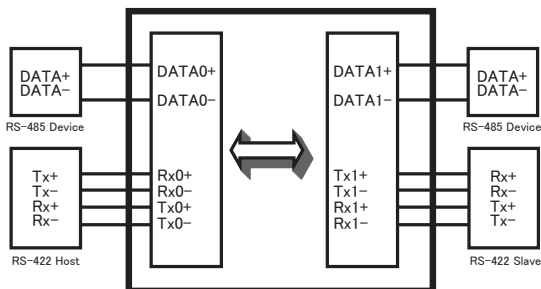 DATA+
DATA−
RS-485 Device
Tx+
Tx−
Rx+
Rx−
RS-422 Host
DATA0+
DATA0−
Rx0+
Rx0−
Tx0+
Tx0−
DATA1+
DATA1−
Tx1+
Tx1−
Rx1+
Rx1−
DATA+
DATA−
RS-485 Device
Rx+
Rx−
Tx+
Tx−
RS-422 Slave